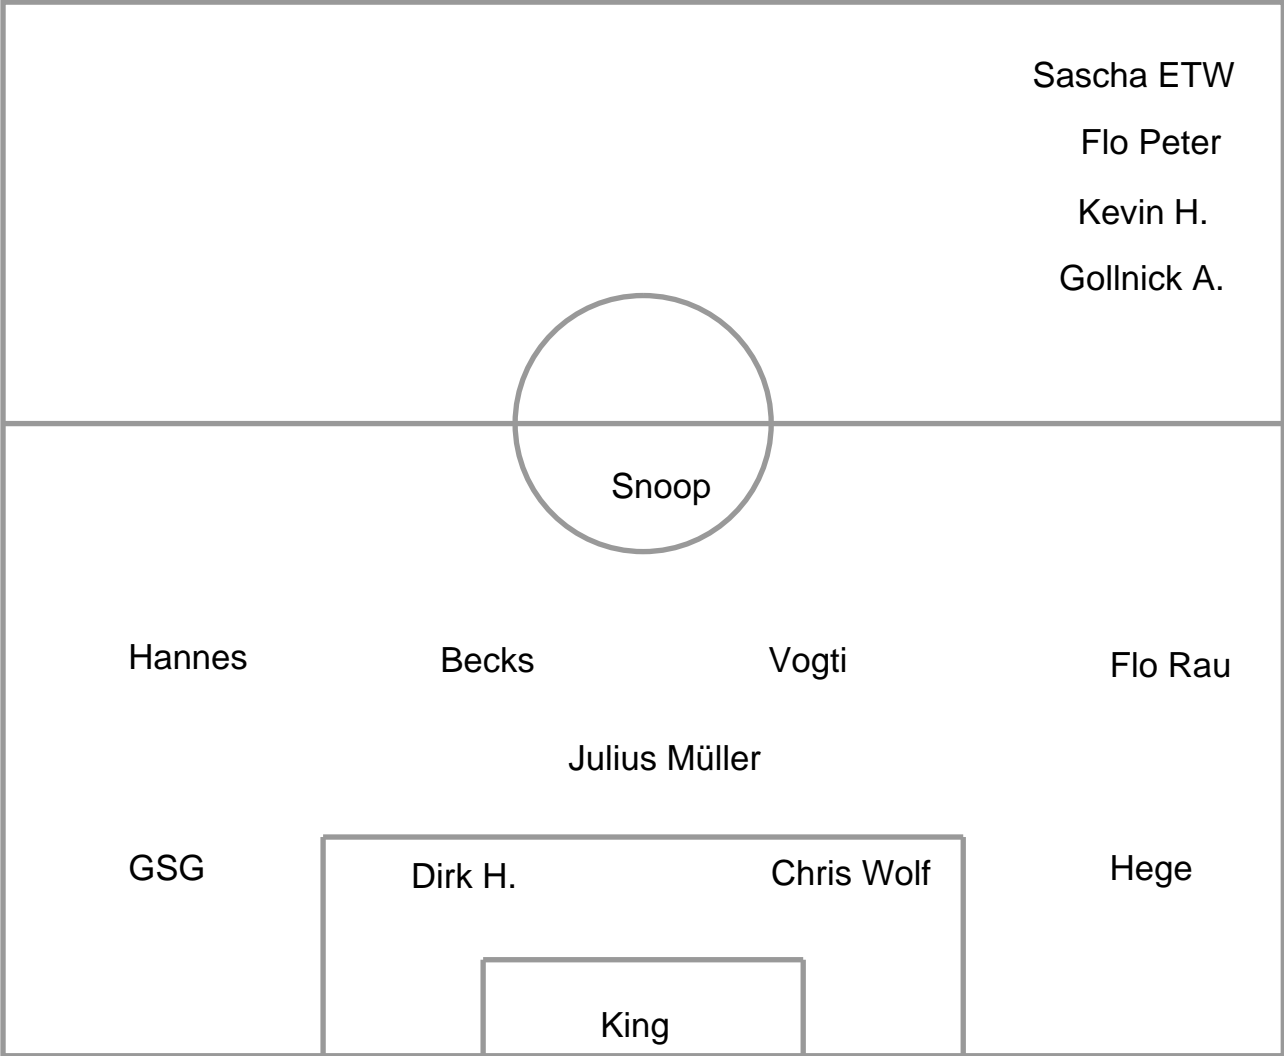 Sascha ETW
Flo Peter
Kevin H.
Gollnick A.
Snoop
Hannes
Becks
Vogti
Flo Rau
Julius Müller
GSG
Dirk H.
Chris Wolf
Hege
King